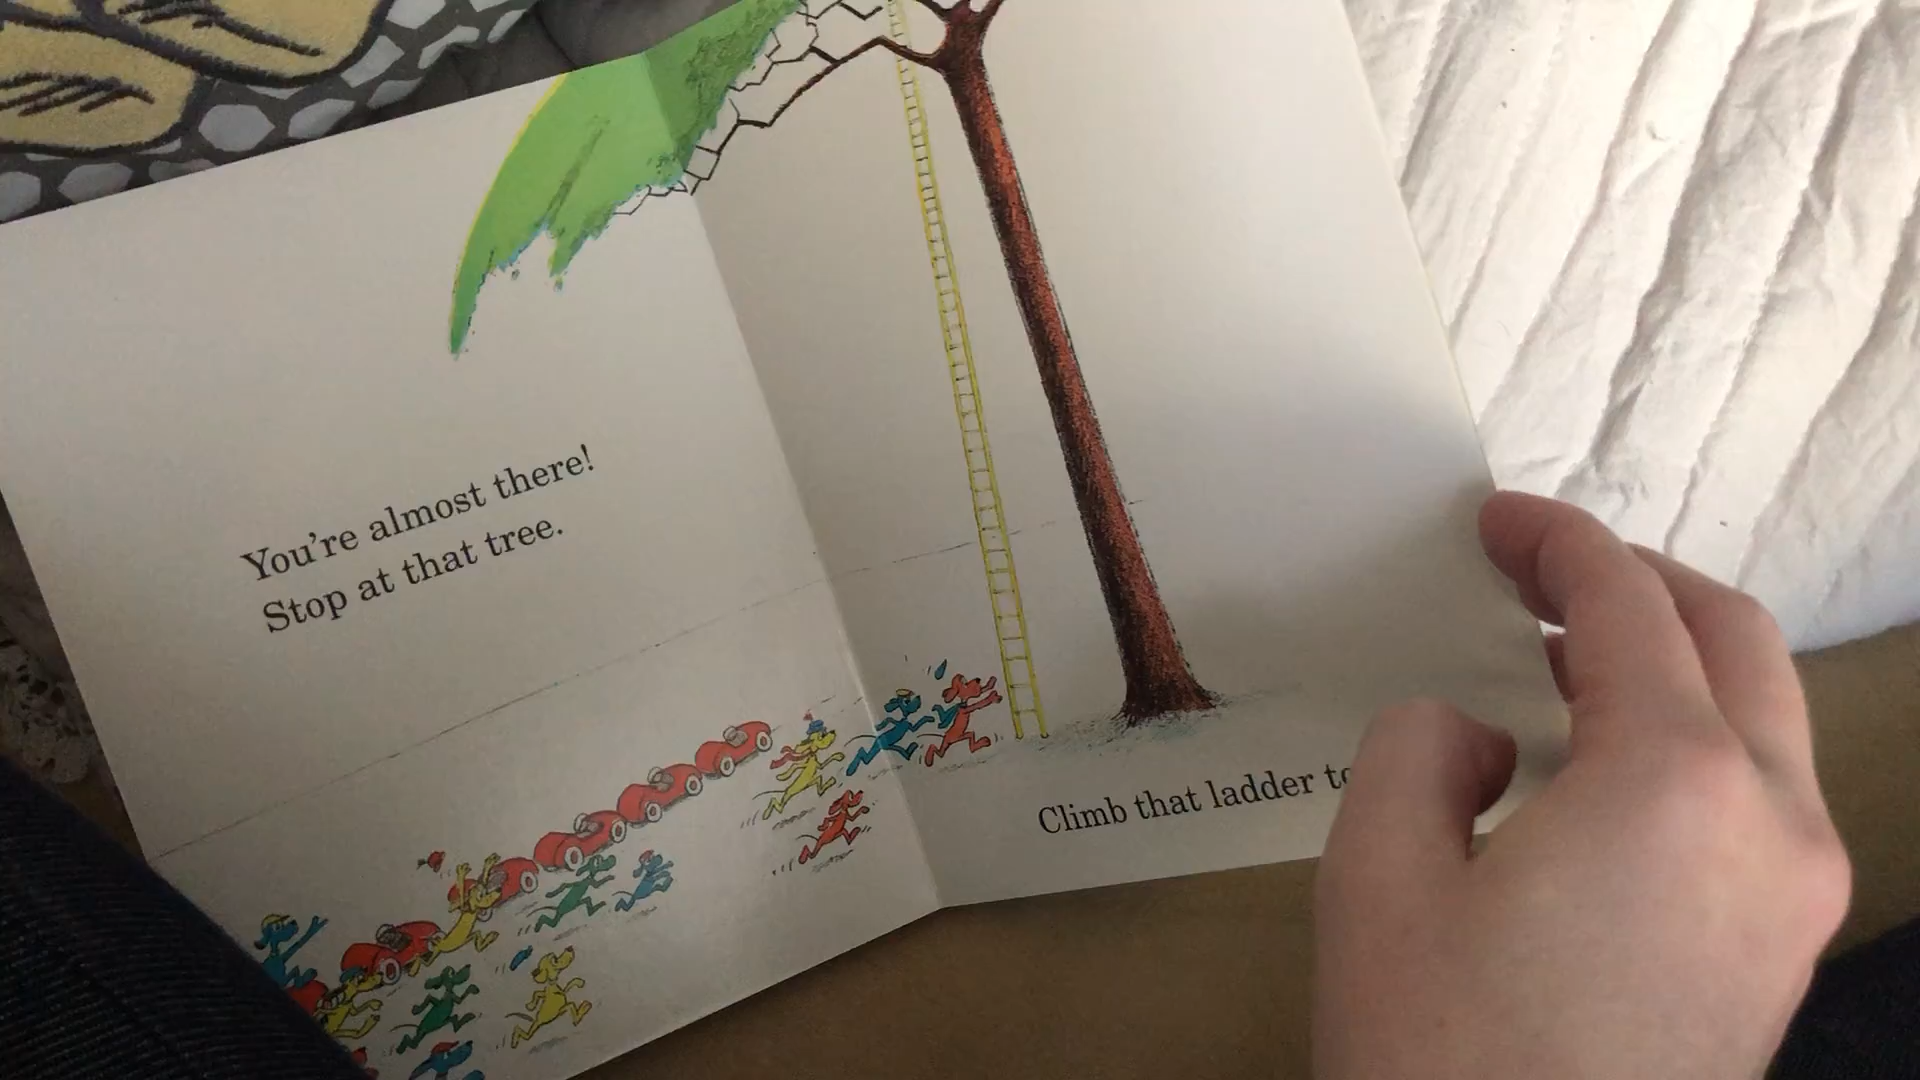 You're almost there!
Stop at that tree.
Climb that ladder